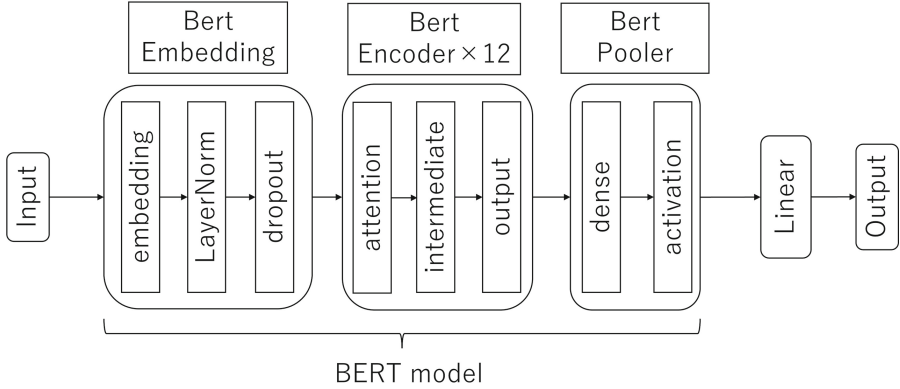 Bert
Embedding
Bert
Encoder×12
Bert
Pooler
Input
embedding
LayerNorm
dropout
attention
intermediate
output
dense
activation
Linear
Output
BERT model